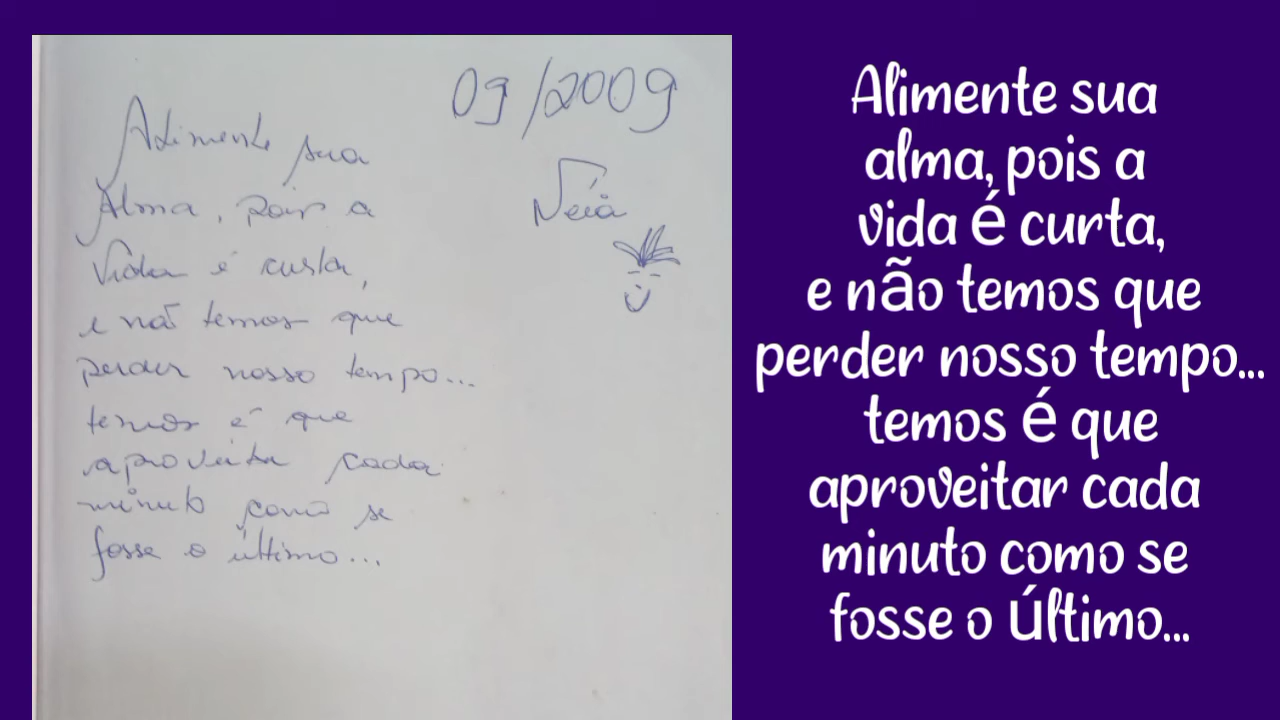 09/2009
Alimente sua
Alma, pois a
Vida é curta,
e não temos que
perder nosso tempo...
temos é que
aproveitar cada
minuto como se
fosse o último...
Néia
Alimente sua
alma, pois a
vida é curta,
e não temos que
perder nosso tempo...
temos é que
aproveitar cada
minuto como se
fosse o último...